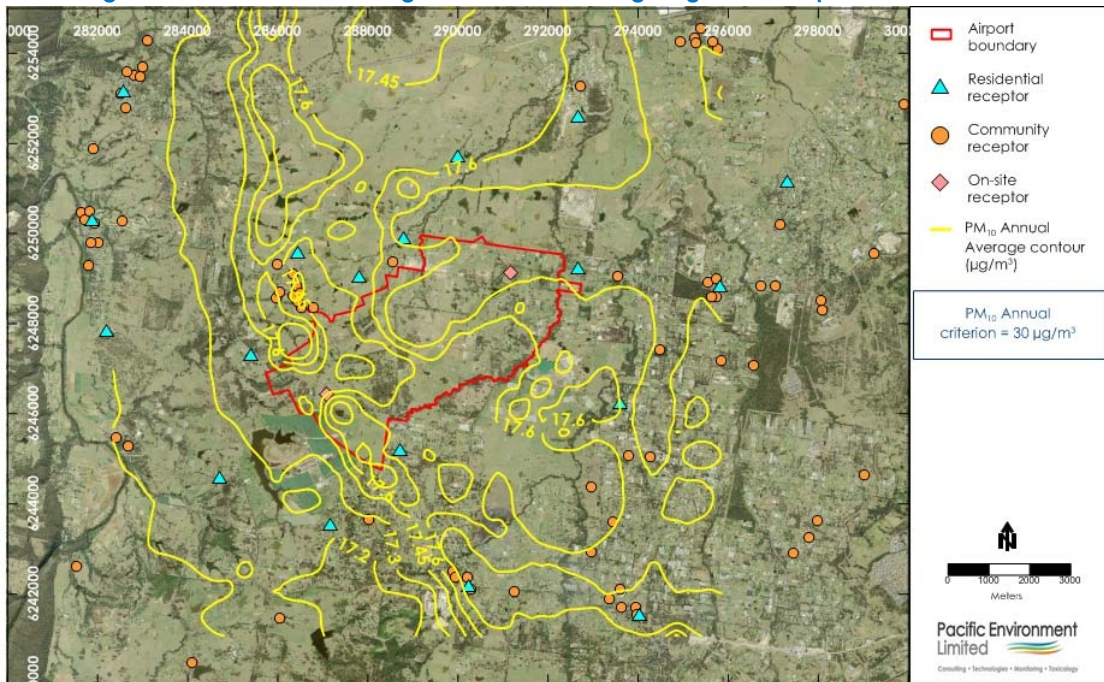 282000 284000 286000 288000 290000 292000 294000 296000 298000
6254000
6252000
6250000
6248000
6246000
6244000
6242000
17.45
17.6
17.6
17.6
17.6
17.2
17.3
17.45
Airport
boundary
Residential
receptor
Community
receptor
On-site
receptor
PM₁₀ Annual
Average contour
(µg/m³)
PM₁₀ Annual
criterion = 30 µg/m³
N
0 1000 2000 3000
Meters
Pacific Environment
Limited
Consulting • Technologies • Monitoring • Toxicology